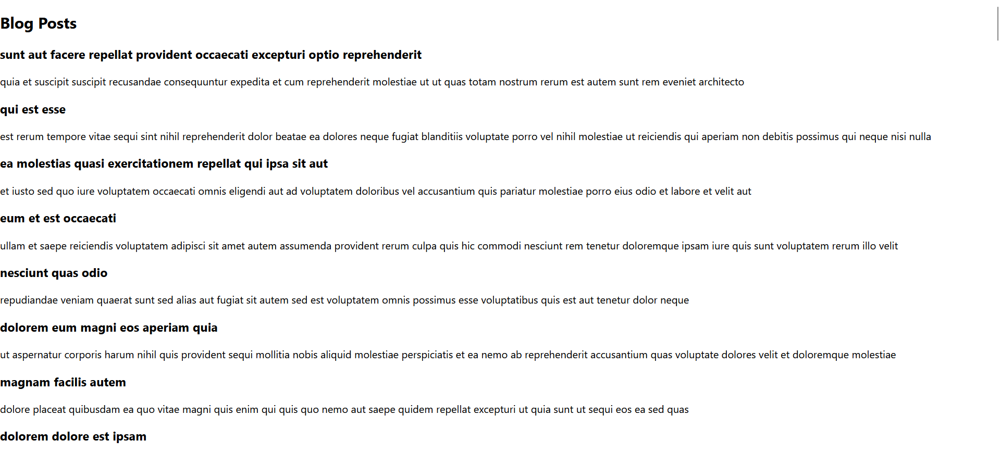 Blog Posts
sunt aut facere repellat provident occaecati excepturi optio reprehenderit
quia et suscipit suscipit recusandae consequuntur expedita et cum reprehenderit molestiae ut ut quas totam nostrum rerum est autem sunt rem eveniet architecto
qui est esse
est rerum tempore vitae sequi sint nihil reprehenderit dolor beatae ea dolores neque fugiat blanditiis voluptate porro vel nihil molestiae ut reiciendis qui aperiam non debitis possimus qui neque nisi nulla
ea molestias quasi exercitationem repellat qui ipsa sit aut
et iusto sed quo iure voluptatem occaecati omnis eligendi aut ad voluptatem doloribus vel accusantium quis pariatur molestiae porro eius odio et labore et velit aut
eum et est occaecati
ullam et saepe reiciendis voluptatem adipisci sit amet autem assumenda provident rerum culpa quis hic commodi nesciunt rem tenetur doloremque ipsam iure quis sunt voluptatem rerum illo velit
nesciunt quas odio
repudiandae veniam quaerat sunt sed alias aut fugiat sit autem sed est voluptatem omnis possimus esse voluptatibus quis est aut tenetur dolor neque
dolorem eum magni eos aperiam quia
ut aspernatur corporis harum nihil quis provident sequi mollitia nobis aliquid molestiae perspiciatis et ea nemo ab reprehenderit accusantium quas voluptate dolores velit et doloremque molestiae
magnam facilis autem
dolore placeat quibusdam ea quo vitae magni quis enim qui quis quo nemo aut saepe quidem repellat excepturi ut quia sunt ut sequi eos ea sed quas
dolorem dolore est ipsam